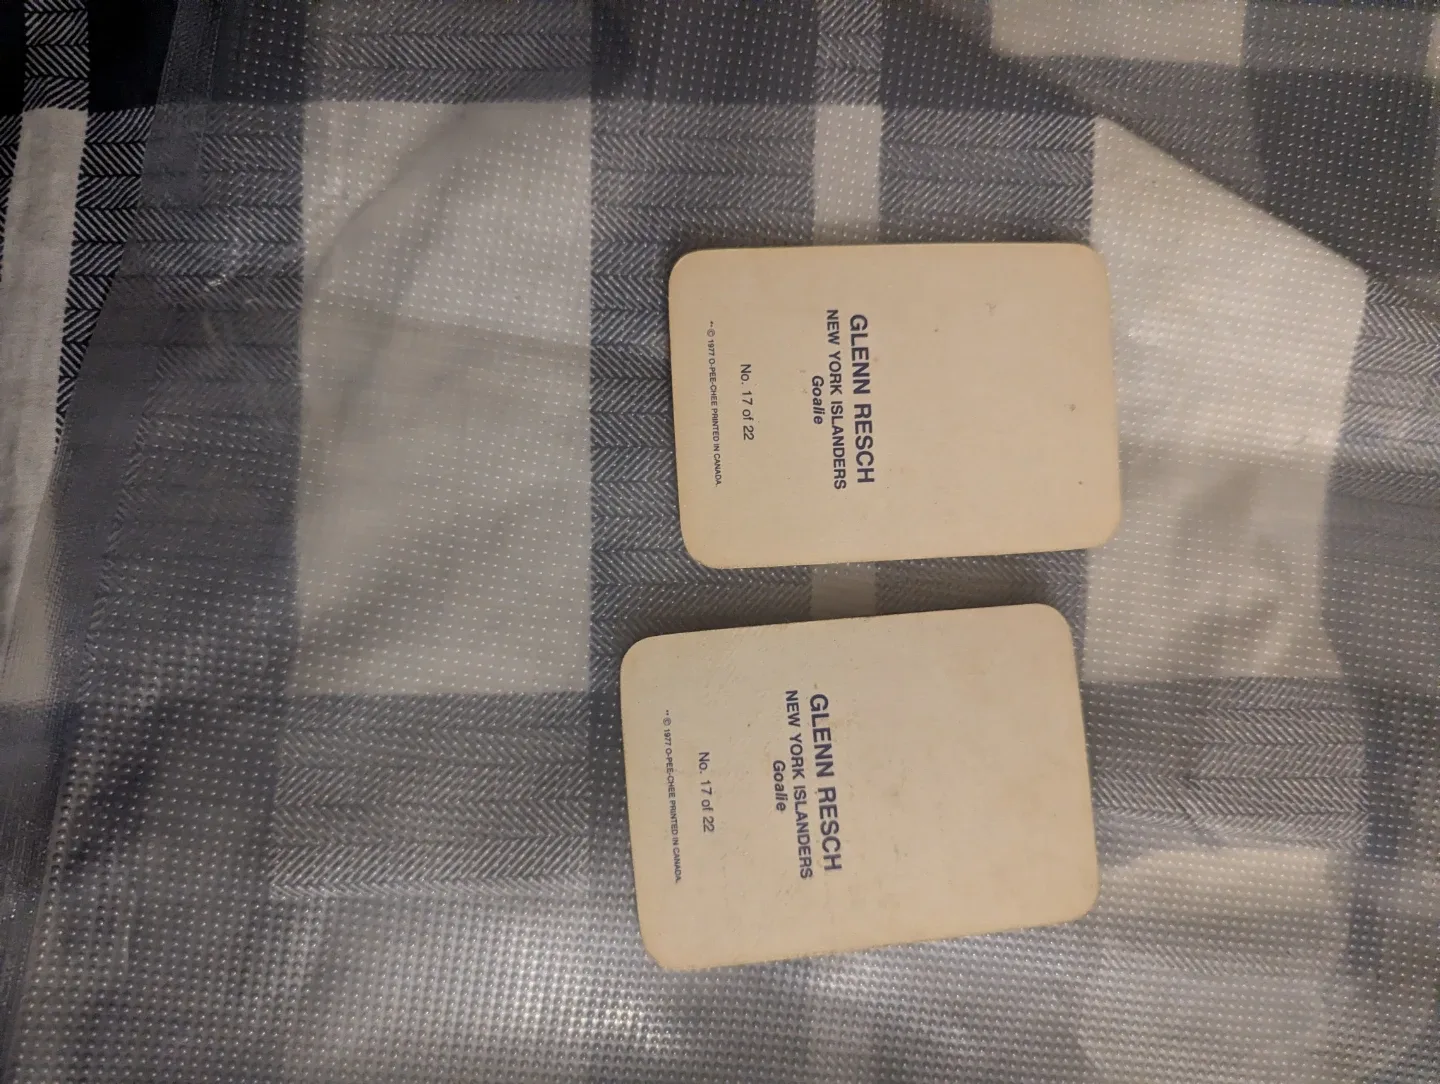 GLENN RESCH
NEW YORK ISLANDERS
Goalie
No. 17 of 22
** © 1977 O-PEE-CHEE PRINTED IN CANADA.
GLENN RESCH
NEW YORK ISLANDERS
Goalie
No. 17 of 22
** © 1977 O-PEE-CHEE PRINTED IN CANADA.